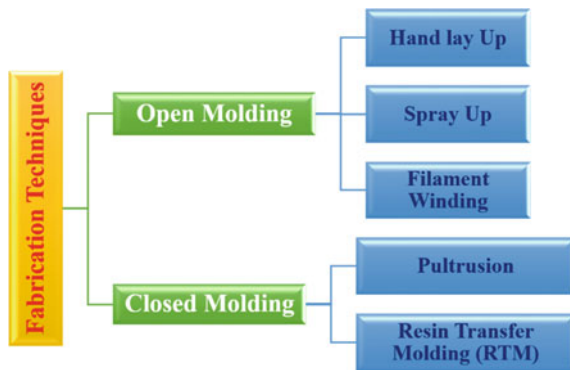 Fabrication Techniques
Open Molding
Hand lay Up
Spray Up
Filament
Winding
Closed Molding
Pultrusion
Resin Transfer
Molding (RTM)